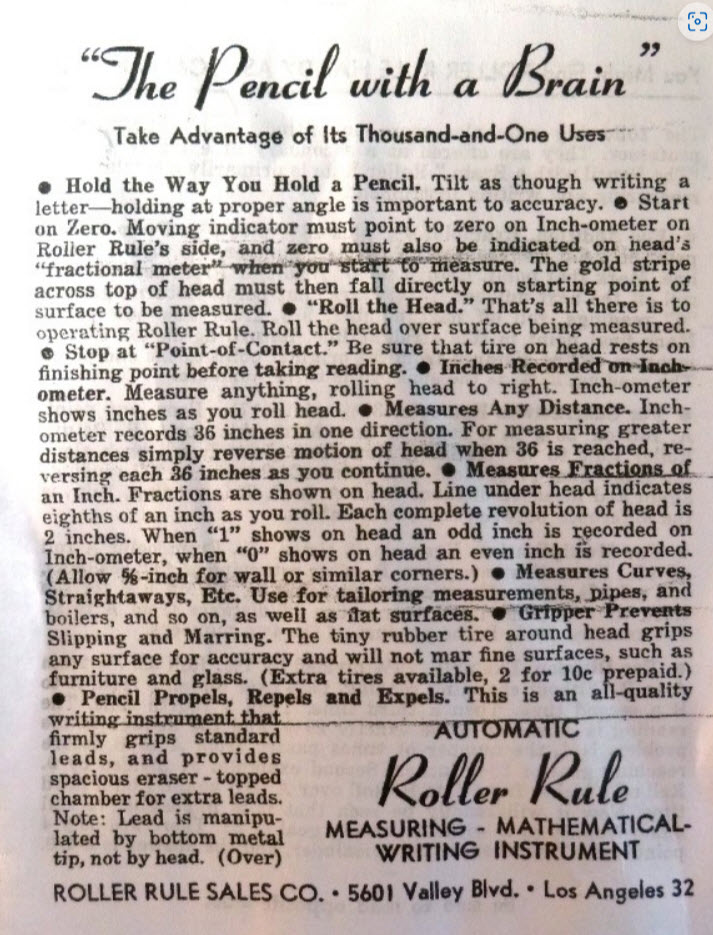 “The Pencil with a Brain”
Take Advantage of Its Thousand-and-One Uses
● Hold the Way You Hold a Pencil. Tilt as though writing a
letter—holding at proper angle is important to accuracy. ● Start
on Zero. Moving indicator must point to zero on Inch-ometer on
Roller Rule's side, and zero must also be indicated on head's
“fractional meter” when you start to measure. The gold stripe
across top of head must then fall directly on starting point of
surface to be measured. ● “Roll the Head.” That's all there is to
operating Roller Rule. Roll the head over surface being measured.
● Stop at “Point-of-Contact.” Be sure that tire on head rests on
finishing point before taking reading. ● Inches Recorded on Inch-
ometer. Measure anything, rolling head to right. Inch-ometer
shows inches as you roll head. ● Measures Any Distance. Inch-
ometer records 36 inches in one direction. For measuring greater
distances simply reverse motion of head when 36 is reached, re-
versing each 36 inches as you continue. ● Measures Fractions of
an Inch. Fractions are shown on head. Line under head indicates
eighths of an inch as you roll. Each complete revolution of head is
2 inches. When “1” shows on head an odd inch is recorded on
Inch-ometer, when “0” shows on head an even inch is recorded.
(Allow ⅝-inch for wall or similar corners.) ● Measures Curves,
Straightaways, Etc. Use for tailoring measurements, pipes, and
boilers, and so on, as well as flat surfaces. ● Gripper Prevents
Slipping and Marring. The tiny rubber tire around head grips
any surface for accuracy and will not mar fine surfaces, such as
furniture and glass. (Extra tires available, 2 for 10c prepaid.)
● Pencil Propels, Repels and Expels. This is an all-quality
writing instrument that
firmly grips standard
leads, and provides
spacious eraser - topped
chamber for extra leads.
Note: Lead is manipu-
lated by bottom metal
tip, not by head. (Over)
AUTOMATIC
Roller Rule
MEASURING - MATHEMATICAL-
WRITING INSTRUMENT
ROLLER RULE SALES CO. • 5601 Valley Blvd. • Los Angeles 32